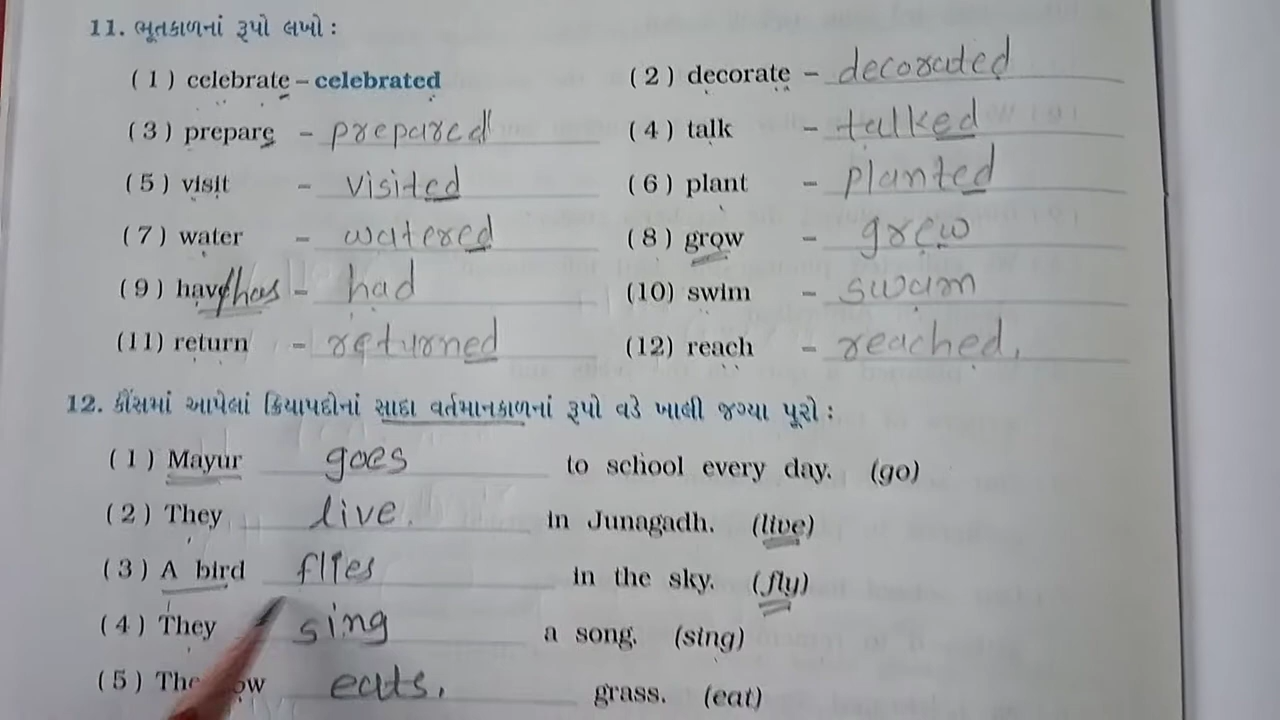 11. ભૂતકાળનાં રૂપો લખો :
(1) celebrate – celebrated (2) decorate – decorated
(3) prepare – prepared (4) talk – talked
(5) visit – visited (6) plant – planted
(7) water – watered (8) grow – grew
(9) have/has – had (10) swim – swam
(11) return – returned (12) reach – reached.
12. કૌંસમાં આપેલાં ક્રિયાપદોનાં સાદા વર્તમાનકાળનાં રૂપો વડે ખાલી જગ્યા પૂરો :
(1) Mayur goes to school every day. (go)
(2) They live. in Junagadh. (live)
(3) A bird flies in the sky. (fly)
(4) They sing a song. (sing)
(5) eats. grass. (eat)